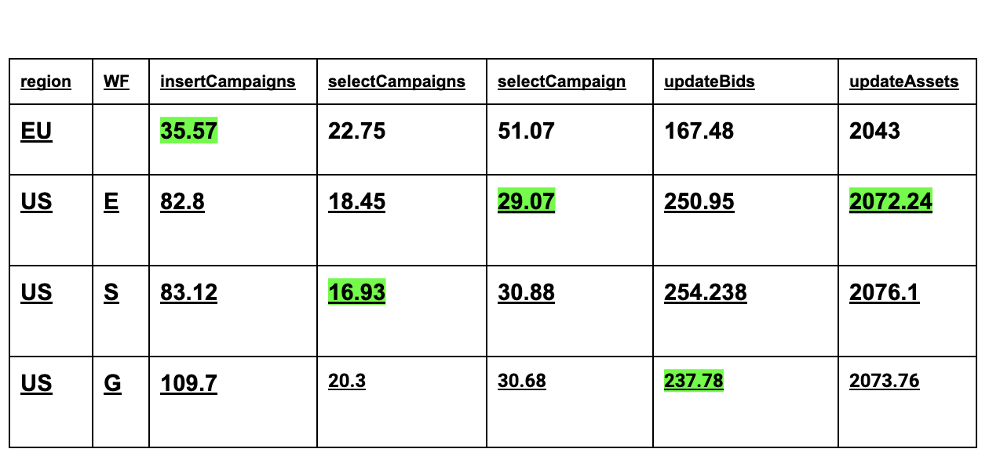 region WF insertCampaigns selectCampaigns selectCampaign updateBids updateAssets
EU 35.57 22.75 51.07 167.48 2043
US E 82.8 18.45 29.07 250.95 2072.24
US S 83.12 16.93 30.88 254.238 2076.1
US G 109.7 20.3 30.68 237.78 2073.76